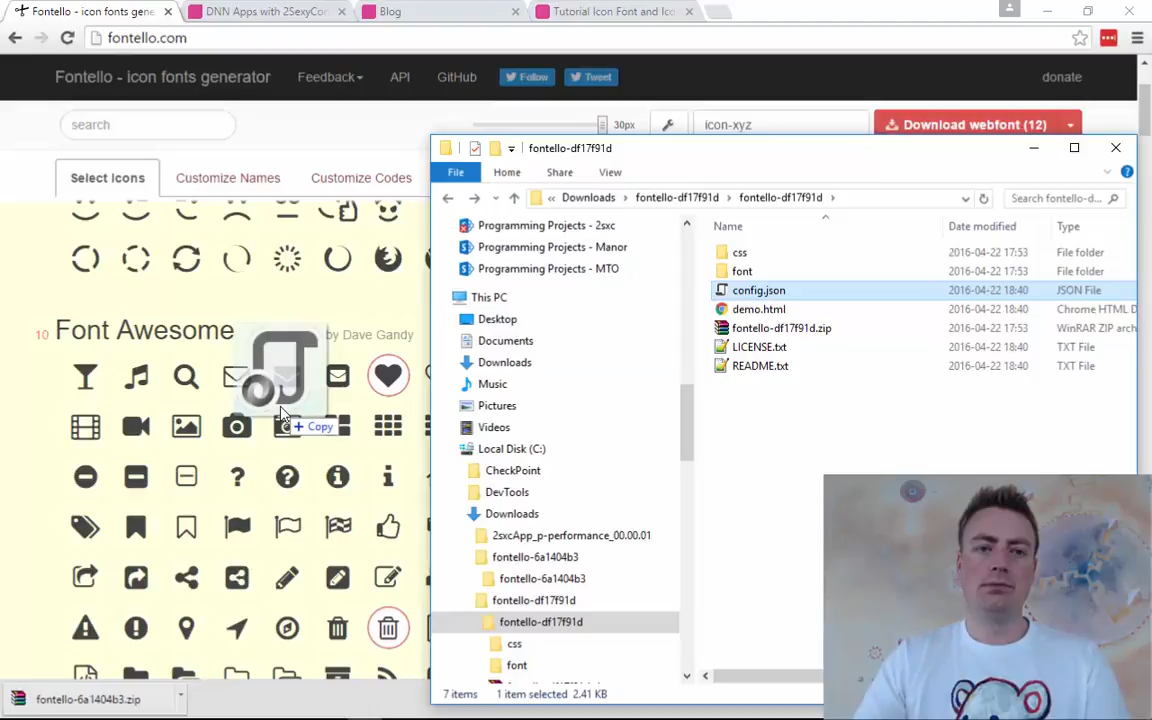 Fontello - icon fonts gene
DNN Apps with 2SexyCon
Blog
Tutorial Icon Font and Ico
fontello.com
Fontello - icon fonts generator
Feedback
API
GitHub
Follow
Tweet
donate
search
30px
icon-xyz
Download webfont (12)
Select Icons
Customize Names
Customize Codes
10 Font Awesome
by Dave Gandy
+ Copy
fontello-6a1404b3.zip
fontello-df17f91d
File
Home
Share
View
« Downloads › fontello-df17f91d › fontello-df17f91d ›
Search fontello-d...
Programming Projects - 2sxc
Programming Projects - Manor
Programming Projects - MTO
This PC
Desktop
Documents
Downloads
Music
Pictures
Videos
Local Disk (C:)
CheckPoint
DevTools
Downloads
2sxcApp_p-performance_00.00.01
fontello-6a1404b3
fontello-6a1404b3
fontello-df17f91d
fontello-df17f91d
css
font
Name
Date modified
Type
css 2016-04-22 17:53 File folder
font 2016-04-22 17:53 File folder
config.json 2016-04-22 18:40 JSON File
demo.html 2016-04-22 18:40 Chrome HTML D
fontello-df17f91d.zip 2016-04-22 17:53 WinRAR ZIP arch
LICENSE.txt 2016-04-22 18:40 TXT File
README.txt 2016-04-22 18:40 TXT File
7 items
1 item selected 2.41 KB